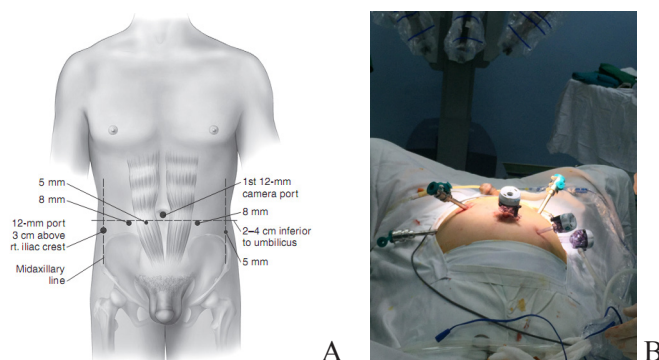 5 mm
8 mm
12-mm port
3 cm above
rt. iliac crest
Midaxillary
line
1st 12-mm
camera port
8 mm
2–4 cm inferior
to umbilicus
5 mm
A
B